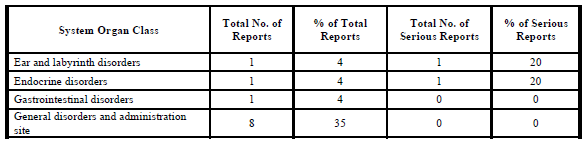 System Organ Class Total No. of Reports % of Total Reports Total No. of Serious Reports % of Serious Reports
Ear and labyrinth disorders 1 4 1 20
Endocrine disorders 1 4 1 20
Gastrointestinal disorders 1 4 0 0
General disorders and administration site 8 35 0 0